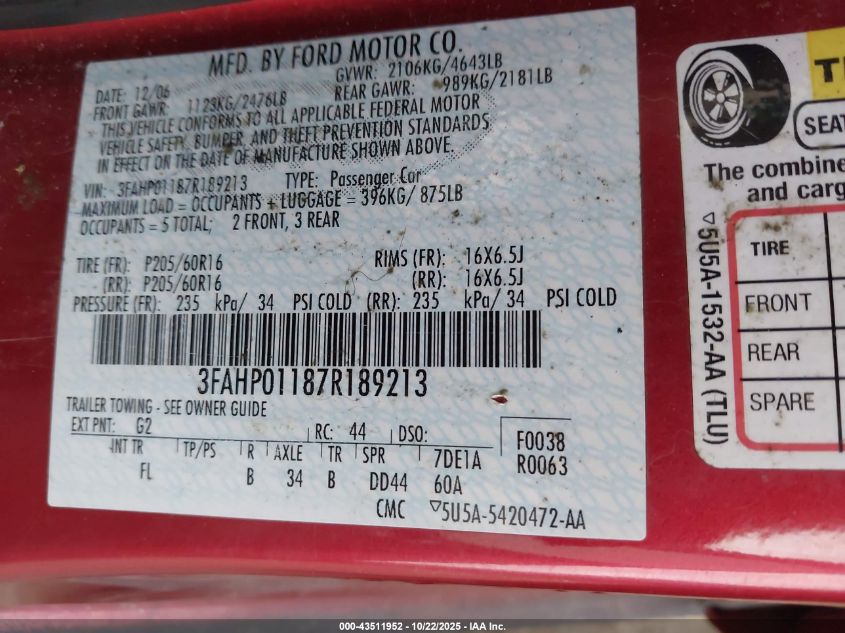 MFD. BY FORD MOTOR CO.
DATE: 12/06 GVWR: 2106KG/4643LB
FRONT GAWR: 1123KG/2476LB REAR GAWR: 989KG/2181LB
THIS VEHICLE CONFORMS TO ALL APPLICABLE FEDERAL MOTOR
VEHICLE SAFETY, BUMPER, AND THEFT PREVENTION STANDARDS
IN EFFECT ON THE DATE OF MANUFACTURE SHOWN ABOVE.
VIN: 3FAHP01187R189213 TYPE: Passenger Car
MAXIMUM LOAD = OCCUPANTS + LUGGAGE = 396KG/ 875LB
OCCUPANTS = 5 TOTAL; 2 FRONT, 3 REAR
TIRE (FR): P205/60R16 RIMS (FR): 16X6.5J
(RR): P205/60R16 (RR): 16X6.5J
PRESSURE (FR): 235 kPa/ 34 PSI COLD (RR): 235 kPa/ 34 PSI COLD
3FAHP01187R189213
TRAILER TOWING - SEE OWNER GUIDE
EXT PNT: G2 RC: 44 DSO: F0038
INT TR TP/PS R AXLE TR SPR 7DE1A R0063
FL B 34 B DD44 60A
CMC ▽5U5A-5420472-AA
SEAT
The combine
and carg
TIRE
FRONT
REAR
SPARE
▽5U5A-1532-AA (TLU)
000-43511952 - 10/22/2025 - IAA Inc.